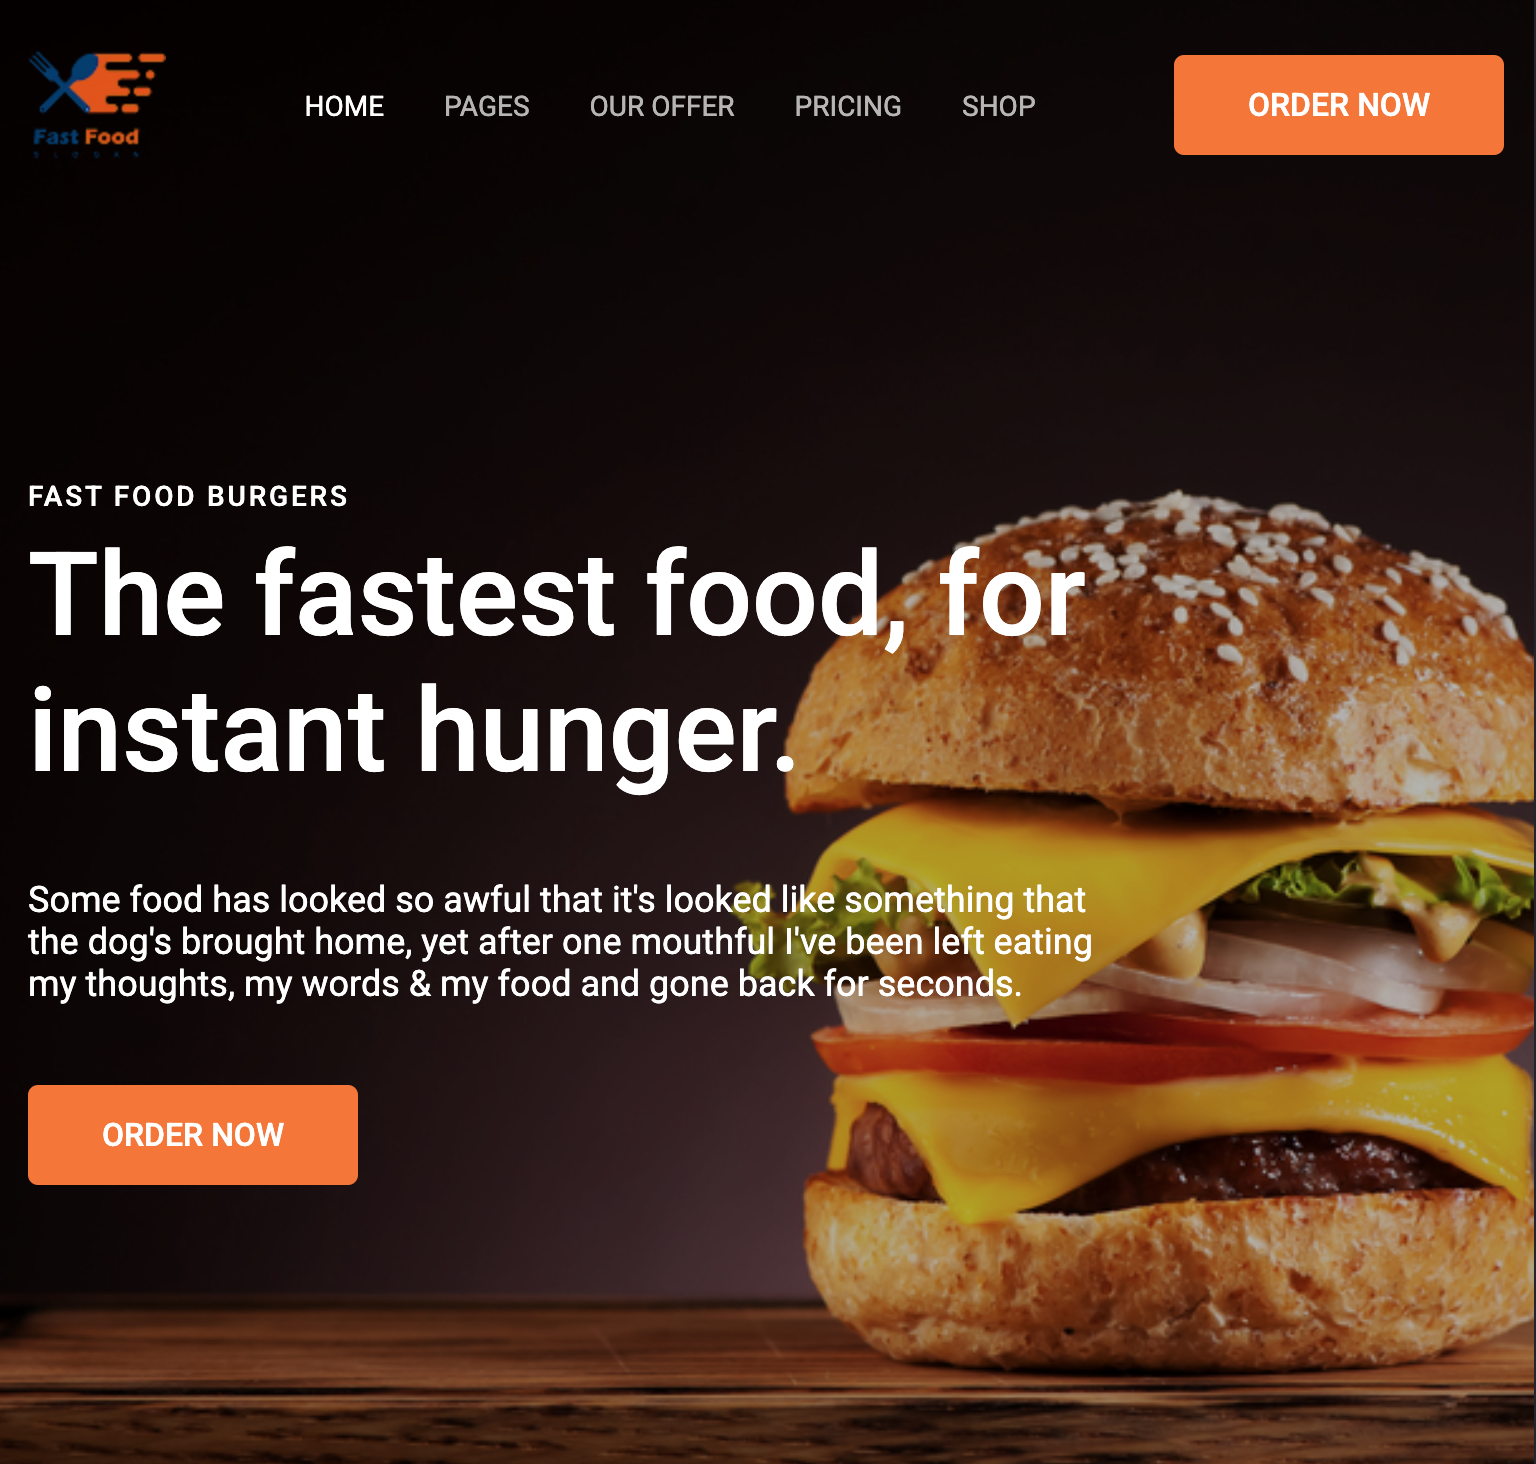 Fast Food
SLOGAN
HOME PAGES OUR OFFER PRICING SHOP
ORDER NOW
FAST FOOD BURGERS
The fastest food, for
instant hunger.
Some food has looked so awful that it's looked like something that
the dog's brought home, yet after one mouthful I've been left eating
my thoughts, my words & my food and gone back for seconds.
ORDER NOW